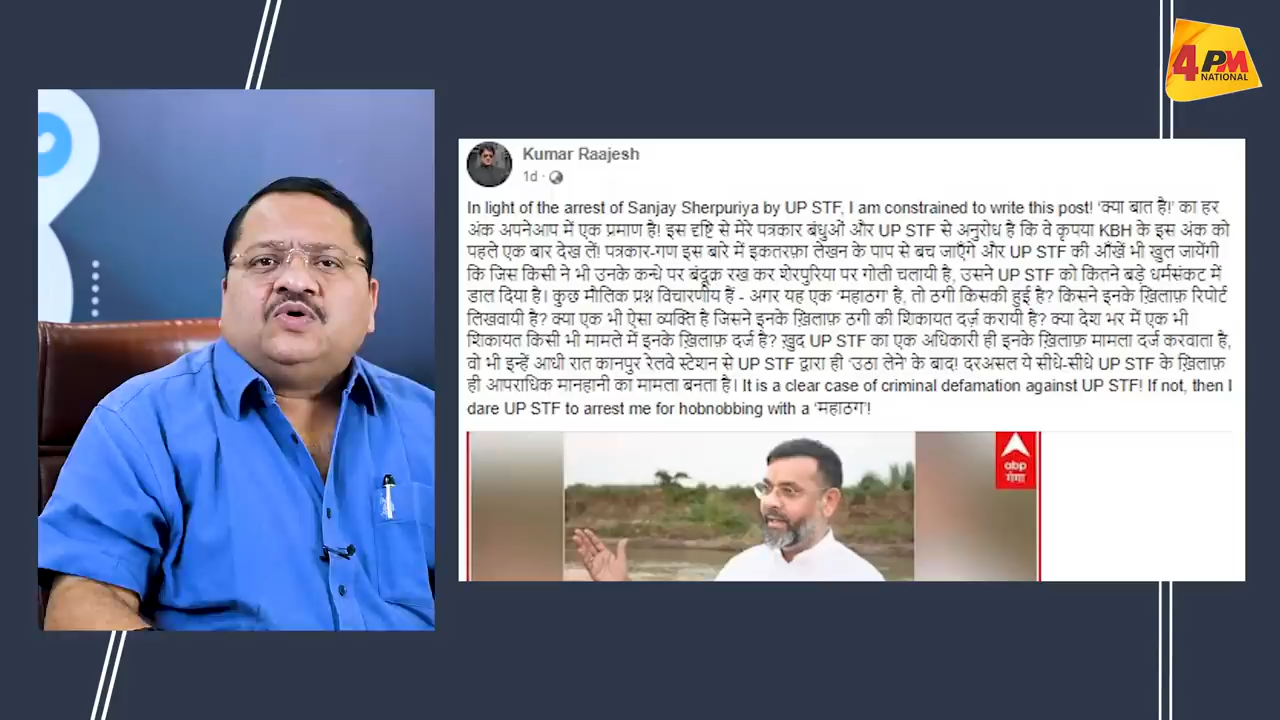 4PM
NATIONAL
Kumar Raajesh
1d
In light of the arrest of Sanjay Sherpuriya by UP STF, I am constrained to write this post! 'क्या बात है!' का हर
अंक अपनेआप में एक प्रमाण है! इस दृष्टि से मेरे पत्रकार बंधुओं और UP STF से अनुरोध है कि वे कृपया KBH के इस अंक को
पहले एक बार देख लें! पत्रकार-गण इस बारे में इकतरफ़ा लेखन के पाप से बच जाएँगे और UP STF की आँखें भी खुल जायेंगी
कि जिस किसी ने भी उनके कन्धे पर बंदूक़ रख कर शेरपुरिया पर गोली चलायी है, उसने UP STF को कितने बड़े धर्मसंकट में
डाल दिया है। कुछ मौलिक प्रश्न विचारणीय हैं - अगर यह एक 'महाठग' है, तो ठगी किसकी हुई है? किसने इनके ख़िलाफ़ रिपोर्ट
लिखवायी है? क्या एक भी ऐसा व्यक्ति है जिसने इनके ख़िलाफ़ ठगी की शिकायत दर्ज़ करायी है? क्या देश भर में एक भी
शिकायत किसी भी मामले में इनके ख़िलाफ़ दर्ज है? ख़ुद UP STF का एक अधिकारी ही इनके ख़िलाफ़ मामला दर्ज करवाता है,
वो भी इन्हें आधी रात कानपुर रेलवे स्टेशन से UP STF द्वारा ही 'उठा लेने' के बाद! दरअसल ये सीधे-सीधे UP STF के ख़िलाफ़
ही आपराधिक मानहानी का मामला बनता है। It is a clear case of criminal defamation against UP STF! If not, then I
dare UP STF to arrest me for hobnobbing with a 'महाठग'!
abp
गंगा